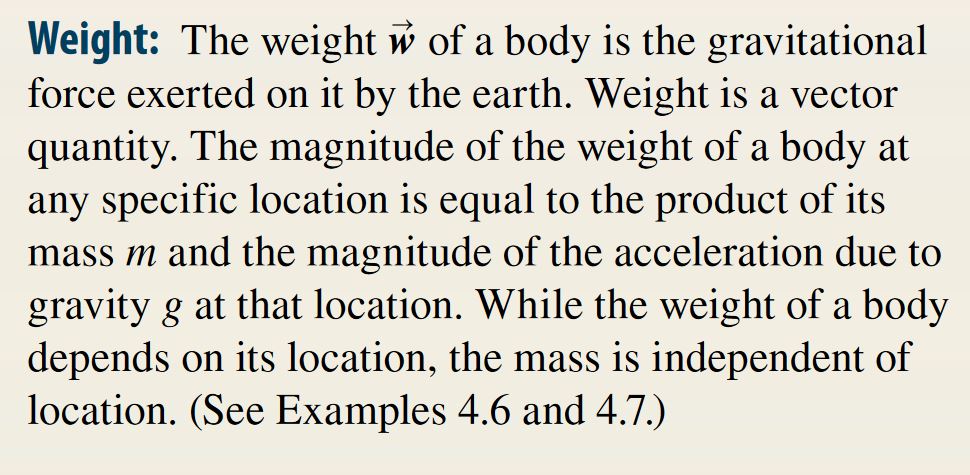 Weight: The weight w⃗ of a body is the gravitational
force exerted on it by the earth. Weight is a vector
quantity. The magnitude of the weight of a body at
any specific location is equal to the product of its
mass m and the magnitude of the acceleration due to
gravity g at that location. While the weight of a body
depends on its location, the mass is independent of
location. (See Examples 4.6 and 4.7.)